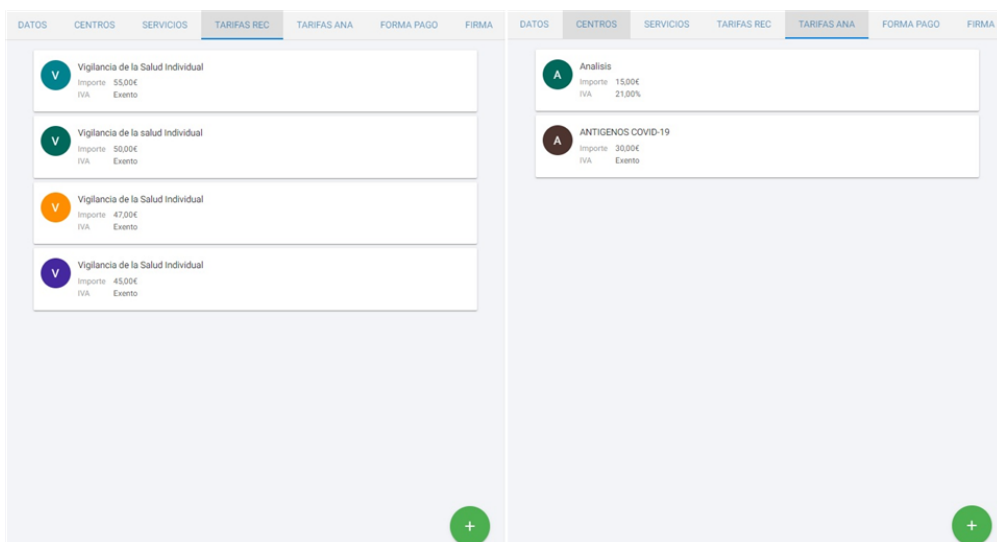 DATOS CENTROS SERVICIOS TARIFAS REC TARIFAS ANA FORMA PAGO FIRMA
V
Vigilancia de la Salud Individual
Importe 55,00€
IVA Exento
V
Vigilancia de la salud Individual
Importe 50,00€
IVA Exento
V
Vigilancia de la Salud Individual
Importe 47,00€
IVA Exento
V
Vigilancia de la Salud Individual
Importe 45,00€
IVA Exento
+
DATOS CENTROS SERVICIOS TARIFAS REC TARIFAS ANA FORMA PAGO FIRMA
A
Analisis
Importe 15,00€
IVA 21,00%
A
ANTIGENOS COVID-19
Importe 30,00€
IVA Exento
+